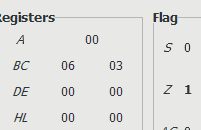 Registers Flag
A 00 S 0
BC 06 03
Z 1
DE 00 00
HL 00 00